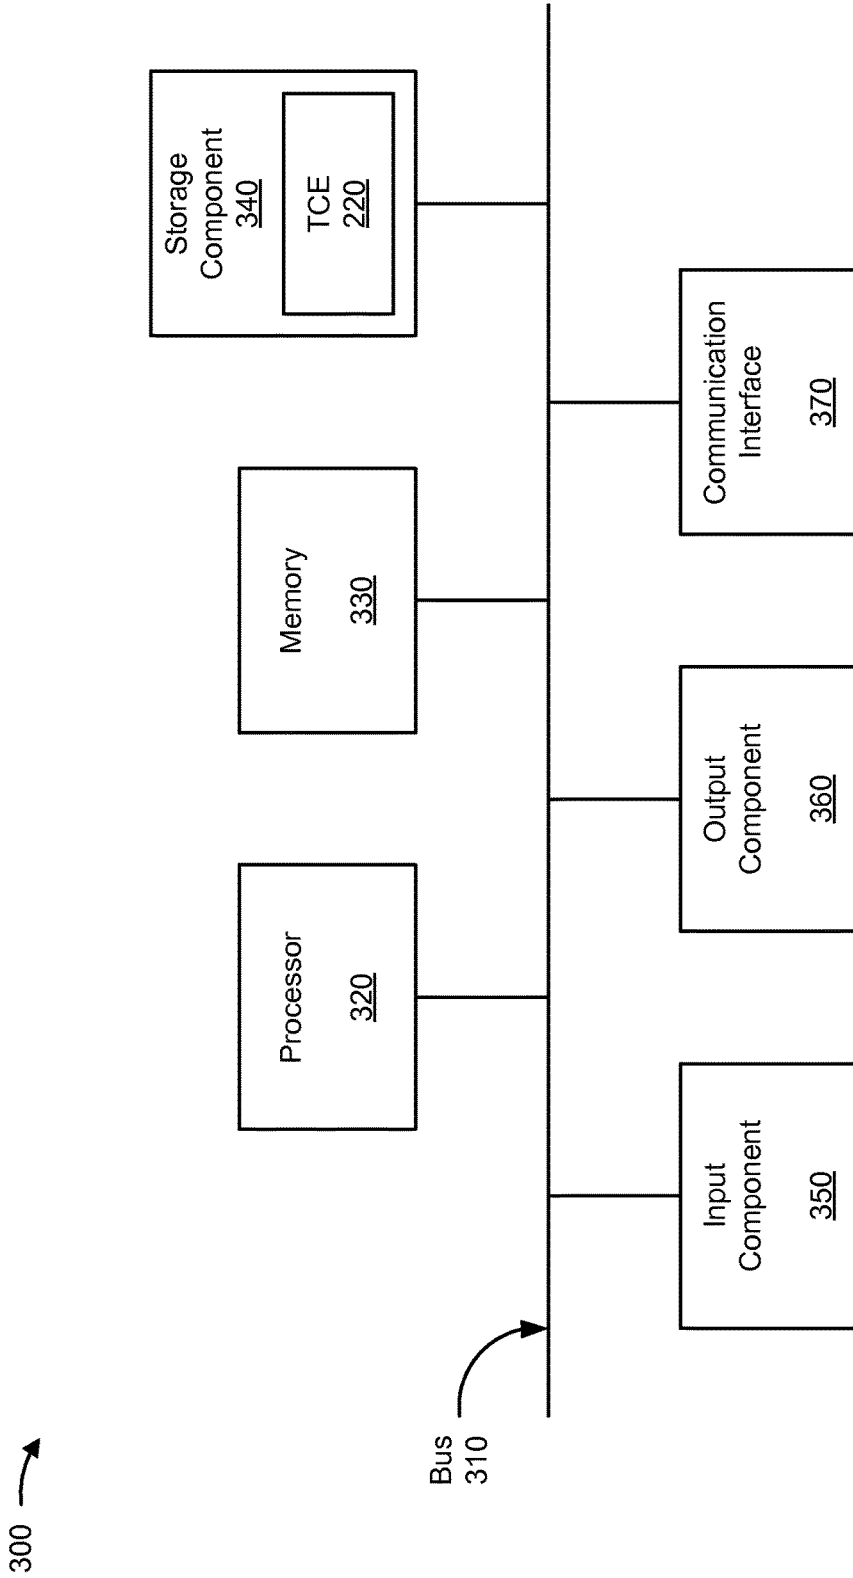 300
Processor
320
Memory
330
Storage
Component
340
TCE
220
Bus
310
Input
Component
350
Output
Component
360
Communication
Interface
370